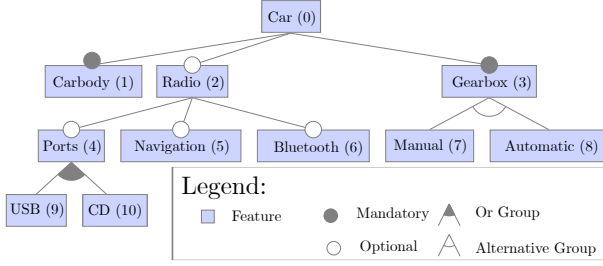 Car (0)
Carbody (1) Radio (2) Gearbox (3)
Ports (4) Navigation (5) Bluetooth (6) Manual (7) Automatic (8)
USB (9) CD (10)
Legend:
Feature Mandatory Or Group
Optional Alternative Group